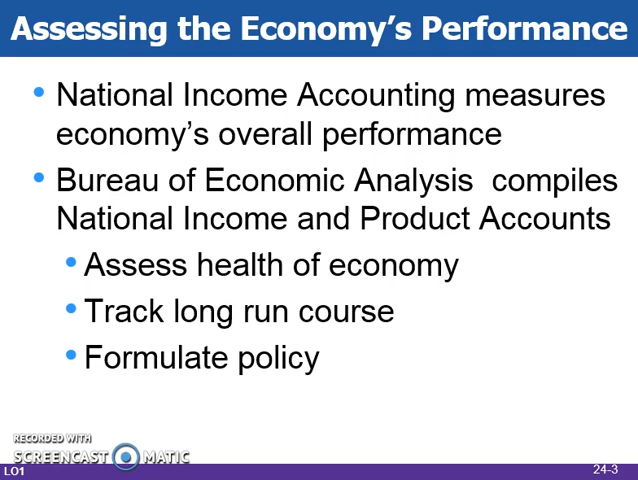 Assessing the Economy's Performance
• National Income Accounting measures
economy's overall performance
• Bureau of Economic Analysis compiles
National Income and Product Accounts
• Assess health of economy
• Track long run course
• Formulate policy
RECORDED WITH
SCREENCAST MATIC
LO1
24-3